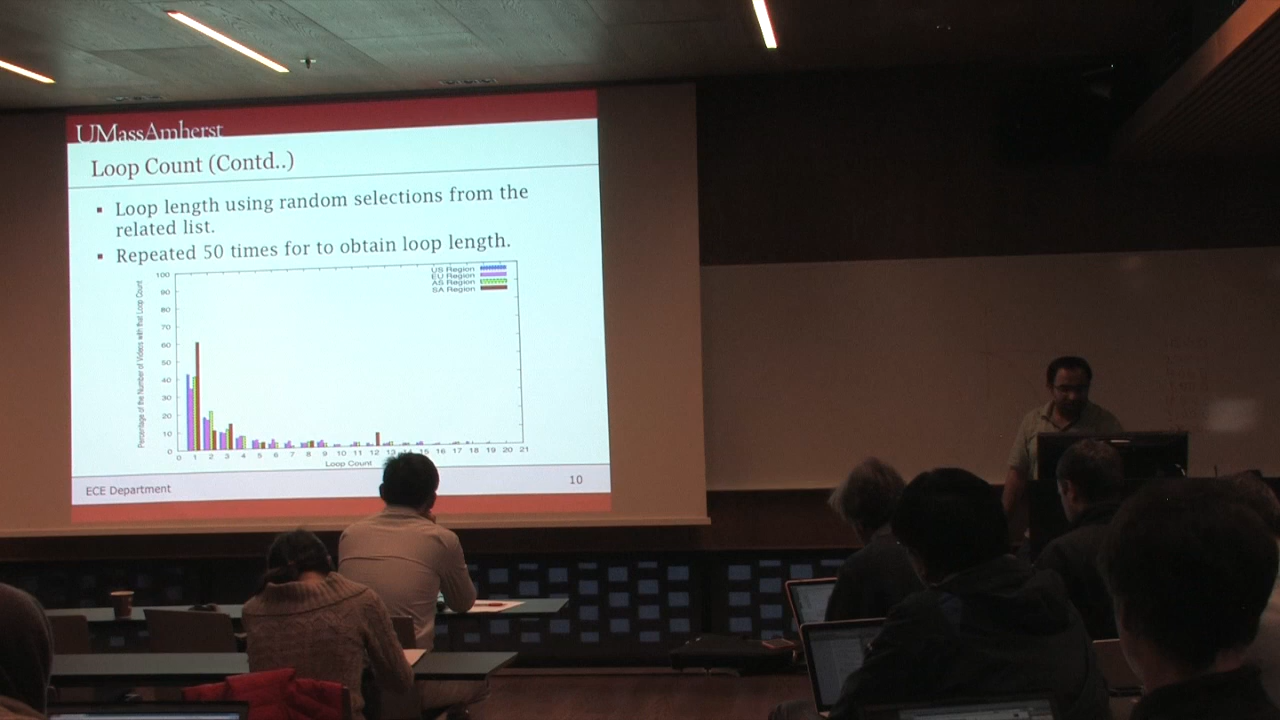 UMassAmherst
Loop Count (Contd..)
▪ Loop length using random selections from the
related list.
▪ Repeated 50 times for to obtain loop length.
US Region
EU Region
AS Region
SA Region
Percentage of the Number of Videos with that Loop Count
100
90
80
70
60
50
40
30
20
10
0
0 1 2 3 4 5 6 7 8 9 10 11 12 13 14 15 16 17 18 19 20 21
Loop Count
ECE Department
10